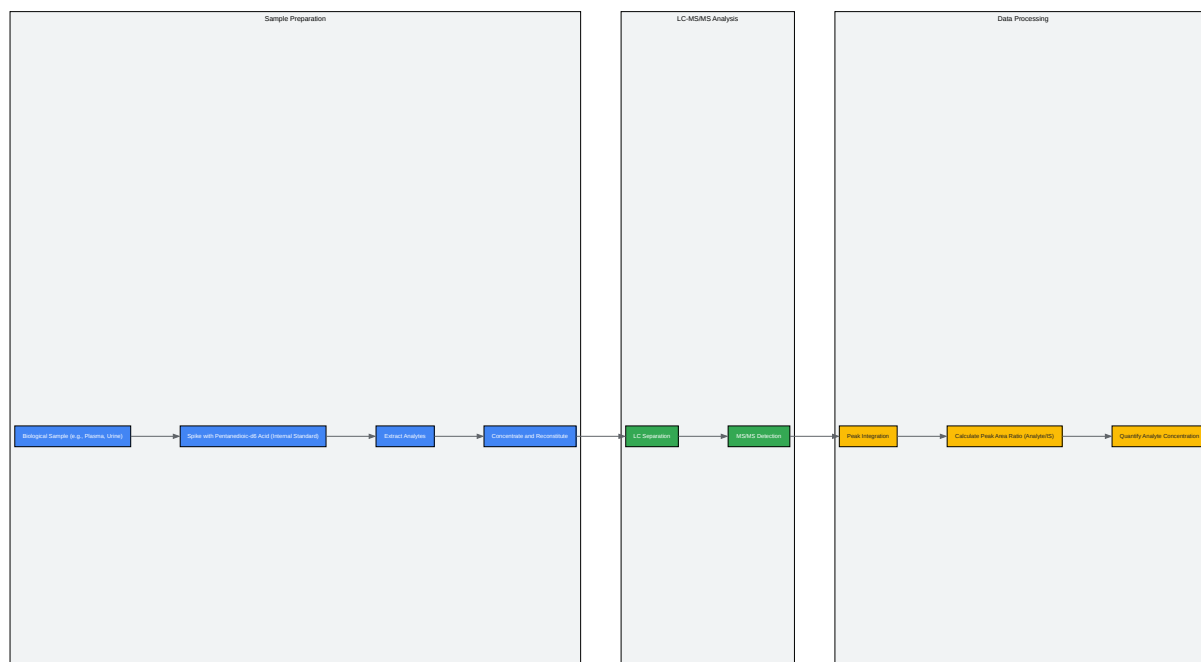 Sample Preparation
LC-MS/MS Analysis
Data Processing
Biological Sample (e.g., Plasma, Urine)
Spike with Pentanedioic-d6 Acid (Internal Standard)
Extract Analytes
Concentrate and Reconstitute
LC Separation
MS/MS Detection
Peak Integration
Calculate Peak Area Ratio (Analyte/IS)
Quantify Analyte Concentration